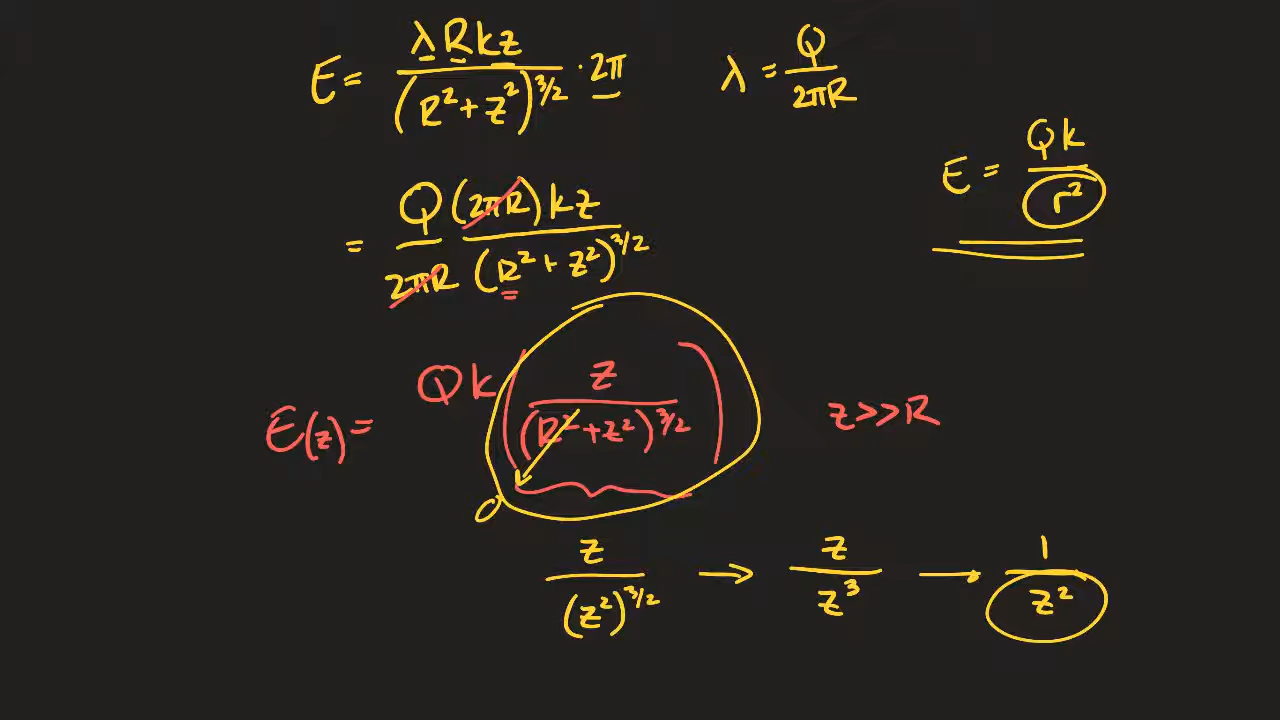 E = λRkz / (R² + z²)^3/2 · 2π
λ = Q / 2πR
E = Qk / r²
= Q / 2πR (2πR)kz / (R² + z²)^3/2
E(z) = Qk ( z / (R² + z²)^3/2 )
z >> R
0
z / (z²)^3/2 → z / z³ → 1 / z²